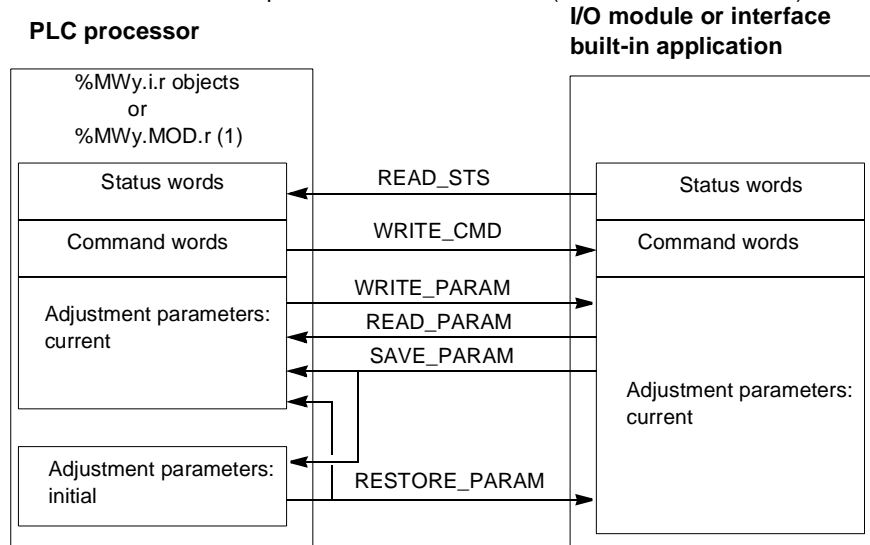 I/O module or interface
PLC processor
built-in application
%MWy.i.r objects
or
%MWy.MOD.r (1)
Status words
READ_STS
Status words
Command words
WRITE_CMD
Command words
WRITE_PARAM
Adjustment parameters:
current
READ_PARAM
SAVE_PARAM
Adjustment parameters:
current
Adjustment parameters:
initial
RESTORE_PARAM